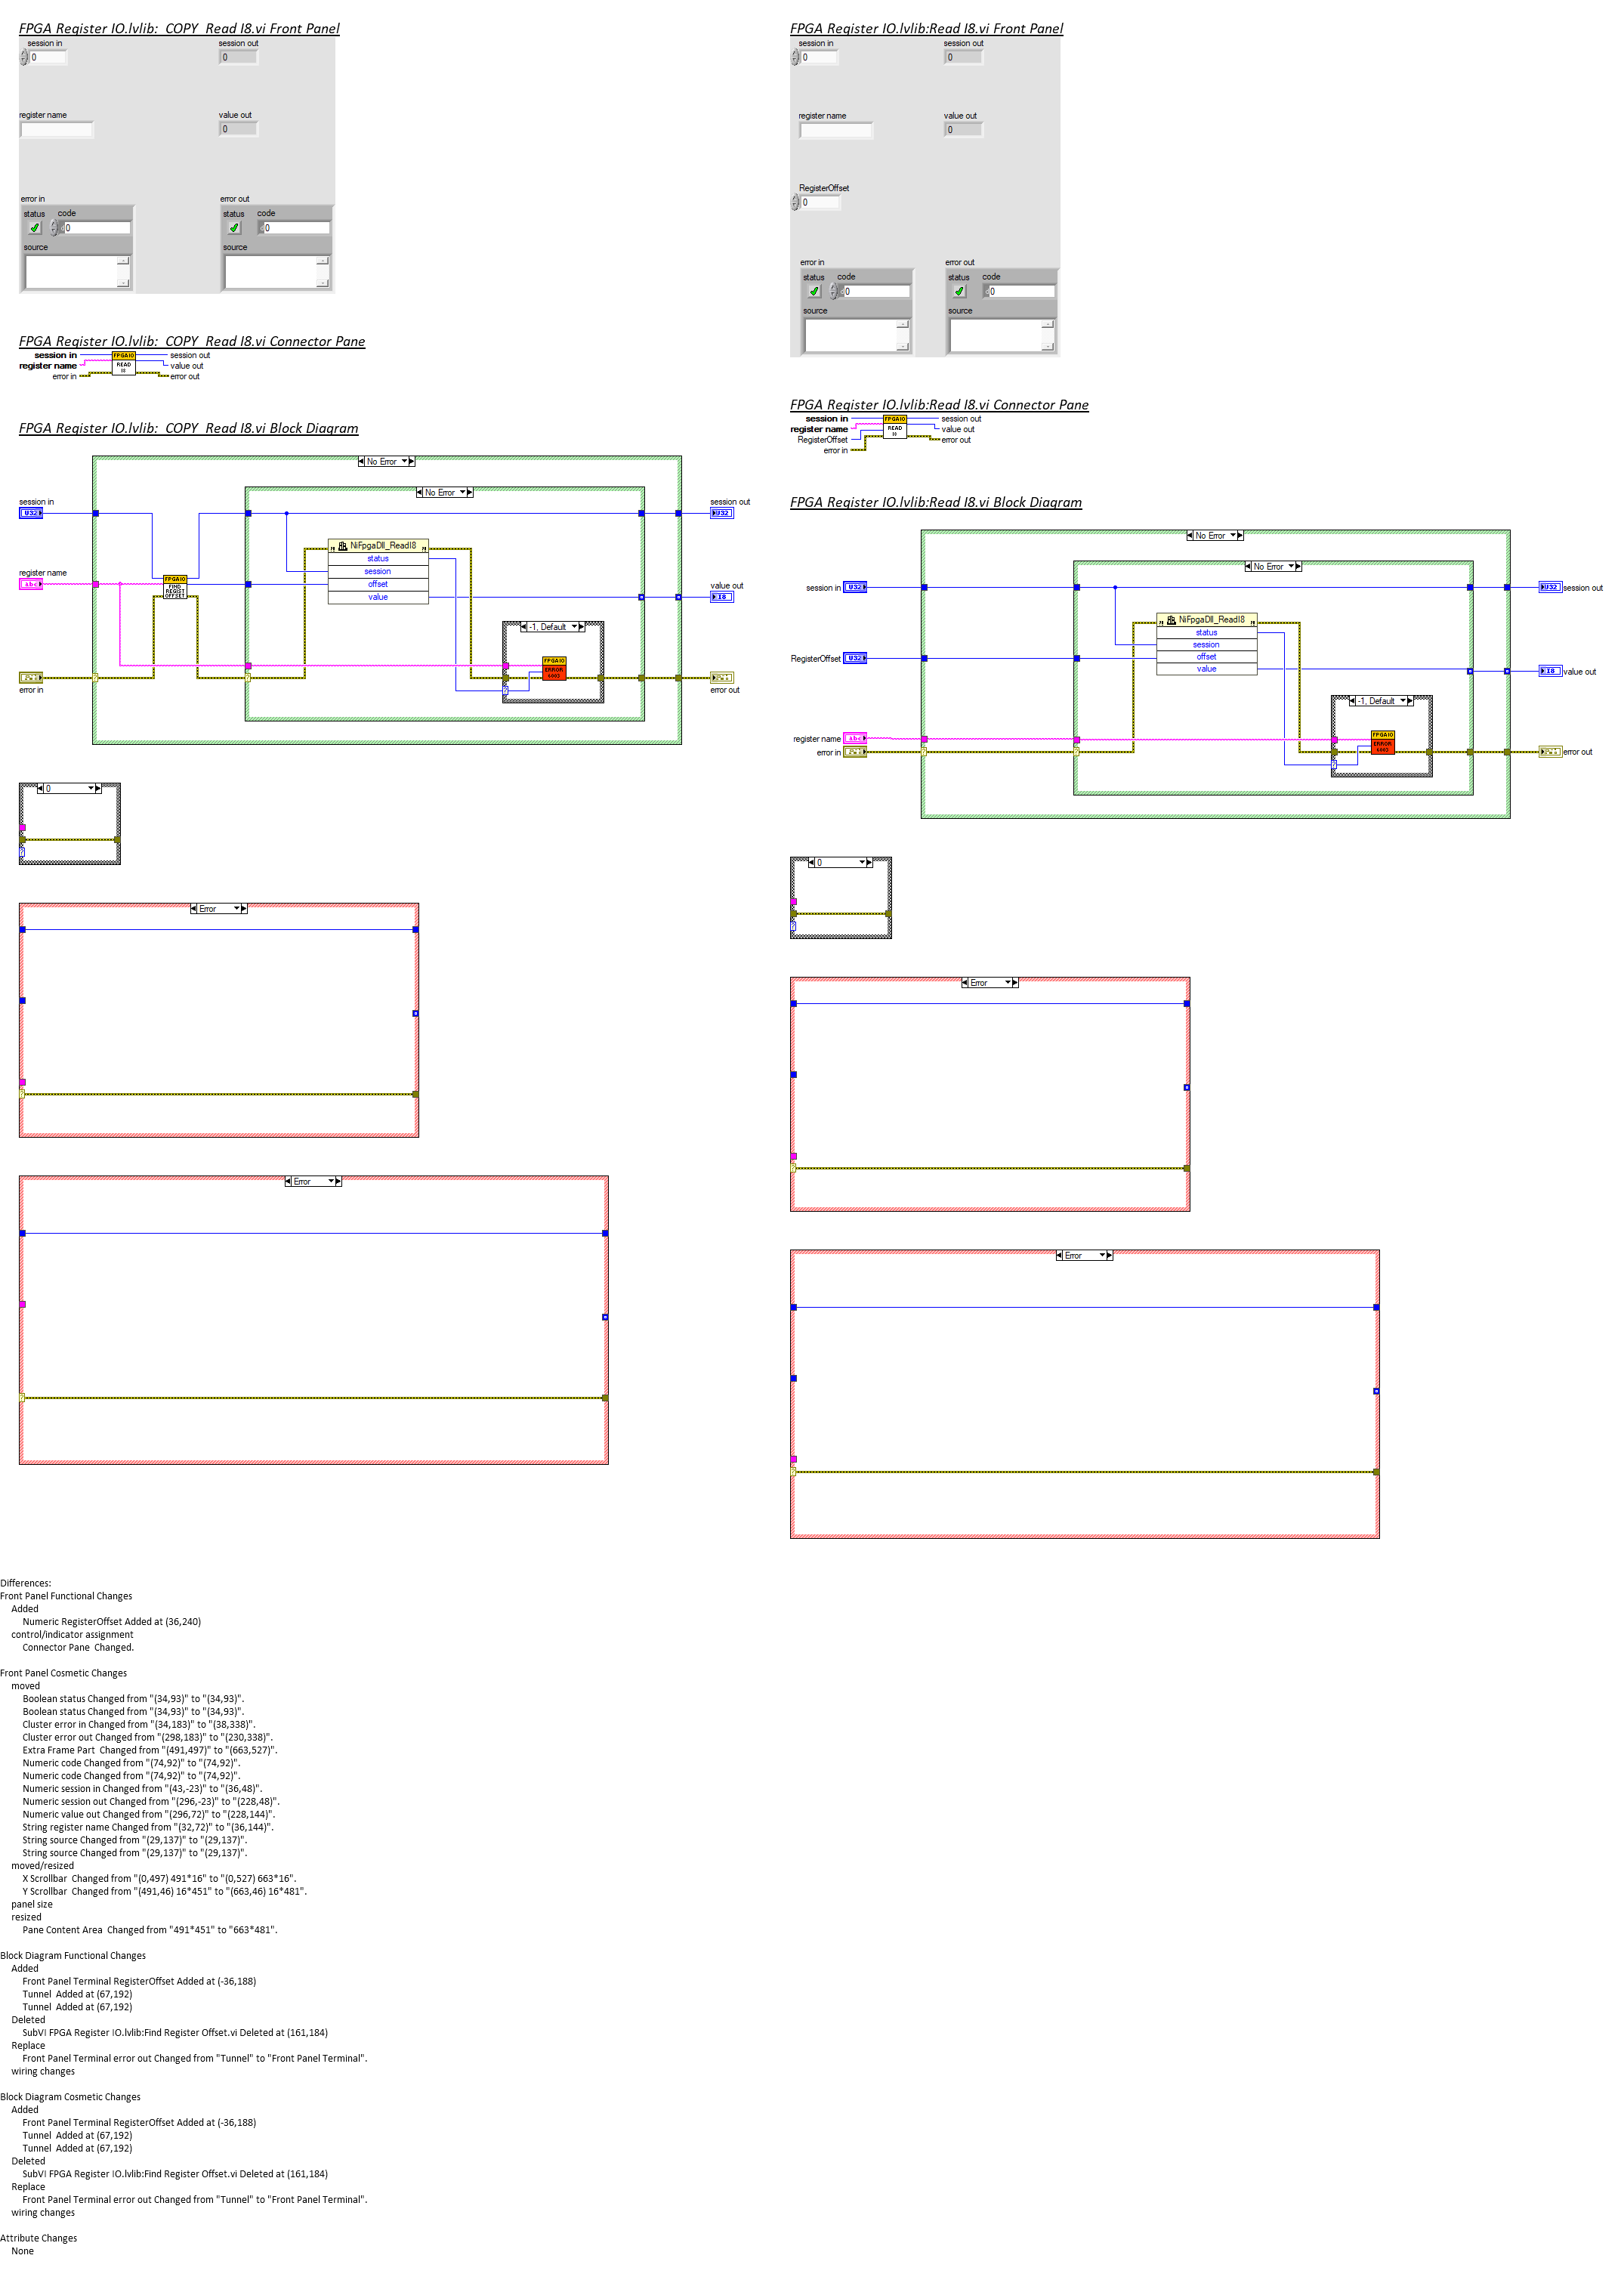 FPGA Register IO.lvlib:  COPY  Read I8.vi Front Panel
session in
0
session out
0
register name
value out
0
error in
status
code
0
source
error out
status
code
0
source
FPGA Register IO.lvlib:  COPY  Read I8.vi Connector Pane
session in
register name
error in
FPGAIO
READ
I8
session out
value out
error out
FPGA Register IO.lvlib:  COPY  Read I8.vi Block Diagram
No Error
No Error
session in
U32
session out
U32
NiFpgaDll_ReadI8
status
session
offset
value
register name
abc
FPGAIO
FIND
REGIST
OFFSET
value out
I8
-1, Default
FPGAIO
ERROR
error in
error out
0
Error
Error
FPGA Register IO.lvlib:Read I8.vi Front Panel
session in
0
session out
0
register name
value out
0
RegisterOffset
0
error in
status
code
0
source
error out
status
code
0
source
FPGA Register IO.lvlib:Read I8.vi Connector Pane
session in
register name
RegisterOffset
error in
FPGAIO
READ
I8
session out
value out
error out
FPGA Register IO.lvlib:Read I8.vi Block Diagram
No Error
No Error
session in
U32
U32
session out
NiFpgaDll_ReadI8
status
session
offset
value
RegisterOffset
U32
I8
value out
-1, Default
register name
abc
FPGAIO
ERROR
error in
error out
0
Error
Error
Differences:
Front Panel Functional Changes
Added
Numeric RegisterOffset Added at (36,240)
control/indicator assignment
Connector Pane  Changed.
Front Panel Cosmetic Changes
moved
Boolean status Changed from "(34,93)" to "(34,93)".
Boolean status Changed from "(34,93)" to "(34,93)".
Cluster error in Changed from "(34,183)" to "(38,338)".
Cluster error out Changed from "(298,183)" to "(230,338)".
Extra Frame Part  Changed from "(491,497)" to "(663,527)".
Numeric code Changed from "(74,92)" to "(74,92)".
Numeric code Changed from "(74,92)" to "(74,92)".
Numeric session in Changed from "(43,-23)" to "(36,48)".
Numeric session out Changed from "(296,-23)" to "(228,48)".
Numeric value out Changed from "(296,72)" to "(228,144)".
String register name Changed from "(32,72)" to "(36,144)".
String source Changed from "(29,137)" to "(29,137)".
String source Changed from "(29,137)" to "(29,137)".
moved/resized
X Scrollbar  Changed from "(0,497) 491*16" to "(0,527) 663*16".
Y Scrollbar  Changed from "(491,46) 16*451" to "(663,46) 16*481".
panel size
resized
Pane Content Area  Changed from "491*451" to "663*481".
Block Diagram Functional Changes
Added
Front Panel Terminal RegisterOffset Added at (-36,188)
Tunnel  Added at (67,192)
Tunnel  Added at (67,192)
Deleted
SubVI FPGA Register IO.lvlib:Find Register Offset.vi Deleted at (161,184)
Replace
Front Panel Terminal error out Changed from "Tunnel" to "Front Panel Terminal".
wiring changes
Block Diagram Cosmetic Changes
Added
Front Panel Terminal RegisterOffset Added at (-36,188)
Tunnel  Added at (67,192)
Tunnel  Added at (67,192)
Deleted
SubVI FPGA Register IO.lvlib:Find Register Offset.vi Deleted at (161,184)
Replace
Front Panel Terminal error out Changed from "Tunnel" to "Front Panel Terminal".
wiring changes
Attribute Changes
None